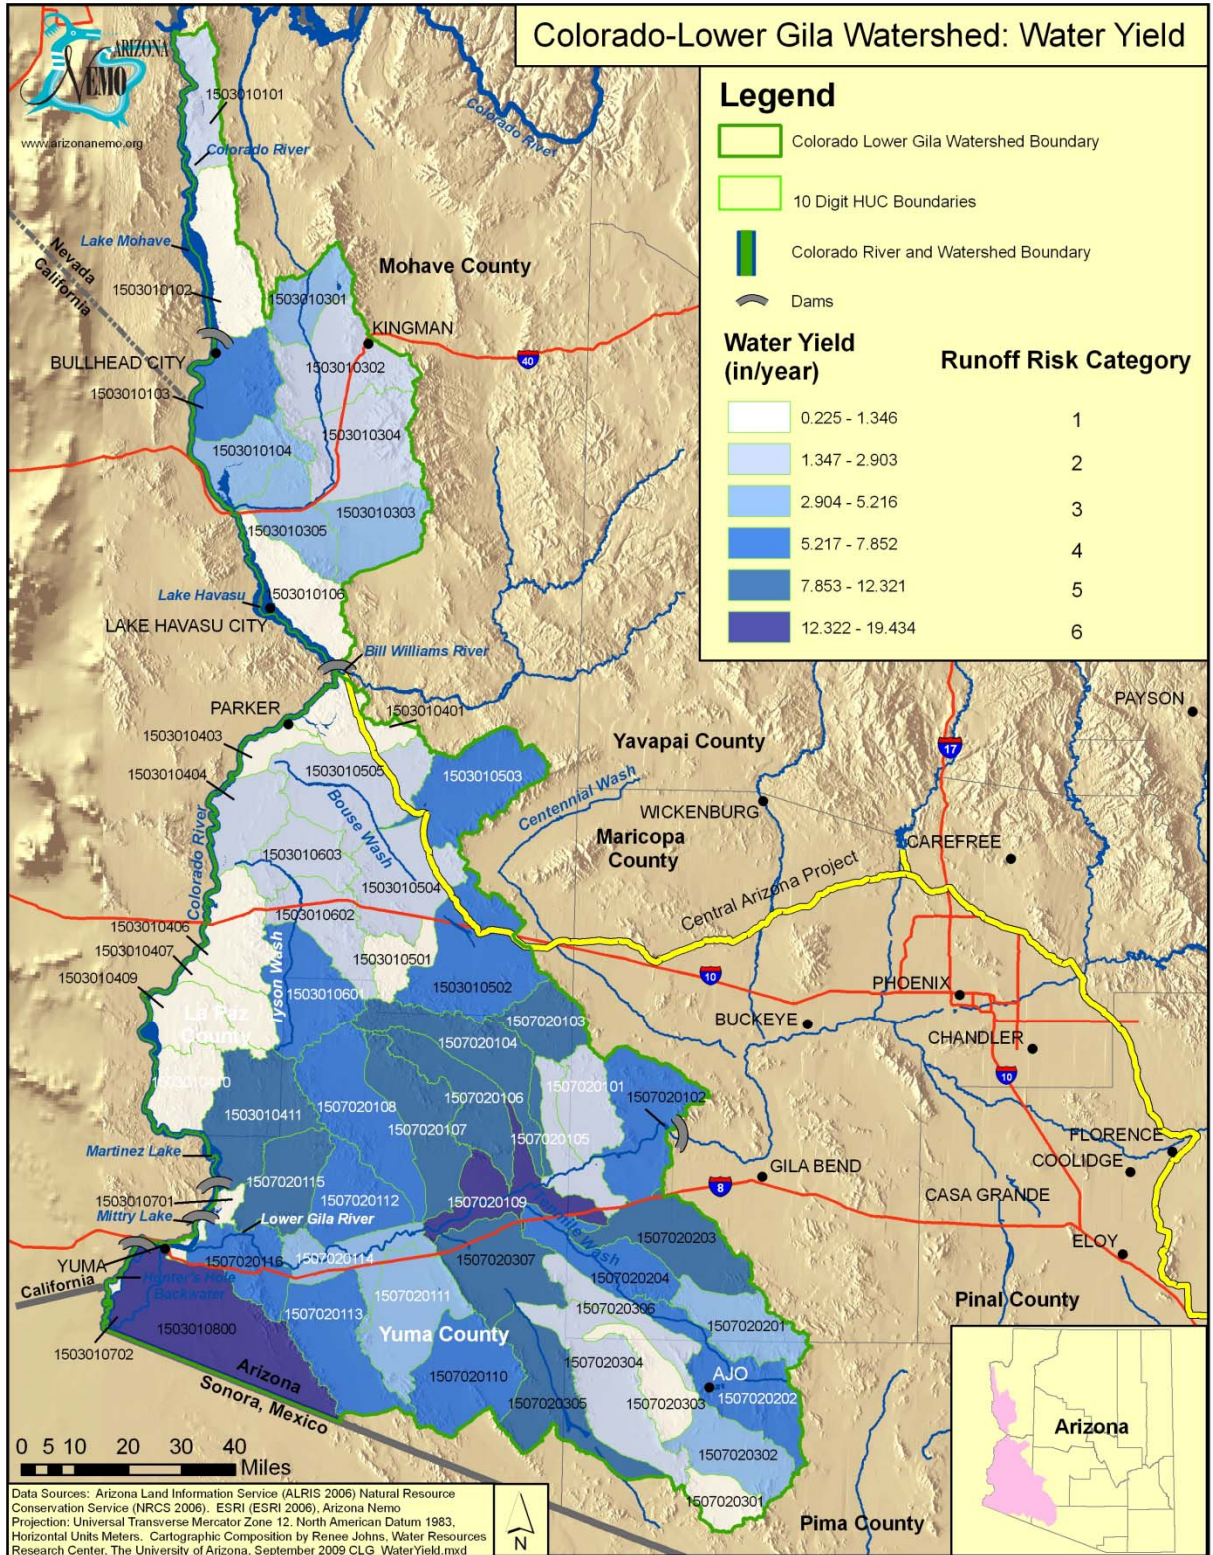 Colorado-Lower Gila Watershed: Water Yield
ARIZONA
NEMO
www.arizonanemo.org
Legend
Colorado Lower Gila Watershed Boundary
10 Digit HUC Boundaries
Colorado River and Watershed Boundary
Dams
Water Yield
(in/year)
Runoff Risk Category
0.225 - 1.346
1
1.347 - 2.903
2
2.904 - 5.216
3
5.217 - 7.852
4
7.853 - 12.321
5
12.322 - 19.434
6
1503010101
Colorado River
Colorado River
Lake Mohave
Nevada
California
1503010102
Mohave County
1503010301
KINGMAN
40
1503010302
BULLHEAD CITY
1503010103
1503010304
1503010104
1503010303
1503010305
1503010106
Lake Havasu
LAKE HAVASU CITY
Bill Williams River
PARKER
1503010401
1503010403
1503010404
1503010505
1503010503
Yavapai County
PAYSON
17
Bouse Wash
Centennial Wash
WICKENBURG
Maricopa
County
CAREFREE
Colorado River
1503010603
1503010504
Central Arizona Project
1503010602
1503010406
1503010407
1503010409
Tyson Wash
1503010501
1503010502
1503010601
10
PHOENIX
BUCKEYE
CHANDLER
10
La Paz
County
1507020103
1507020104
1503010410
1507020101
1507020102
1507020106
1503010411
1507020108
1507020107
1507020105
Martinez Lake
1507020115
FLORENCE
COOLIDGE
GILA BEND
8
CASA GRANDE
1503010701
1507020112
1507020109
Mittry Lake
Lower Gila River
Tenmile Wash
1507020203
ELOY
YUMA
California
1507020116
1507020114
1507020307
1507020204
Hunter's Hole
Backwater
1507020111
1507020306
Pinal County
1507020113
Yuma County
1507020201
1503010800
1503010702
1507020304
1507020110
AJO
1507020202
1507020303
1507020305
Arizona
Sonora, Mexico
1507020302
1507020301
Pima County
Arizona
0 5 10 20 30 40
Miles
N
Data Sources: Arizona Land Information Service (ALRIS 2006) Natural Resource
Conservation Service (NRCS 2006). ESRI (ESRI 2006), Arizona Nemo
Projection: Universal Transverse Mercator Zone 12. North American Datum 1983,
Horizontal Units Meters. Cartographic Composition by Renee Johns, Water Resources
Research Center, The University of Arizona, September 2009 CLG_WaterYield.mxd